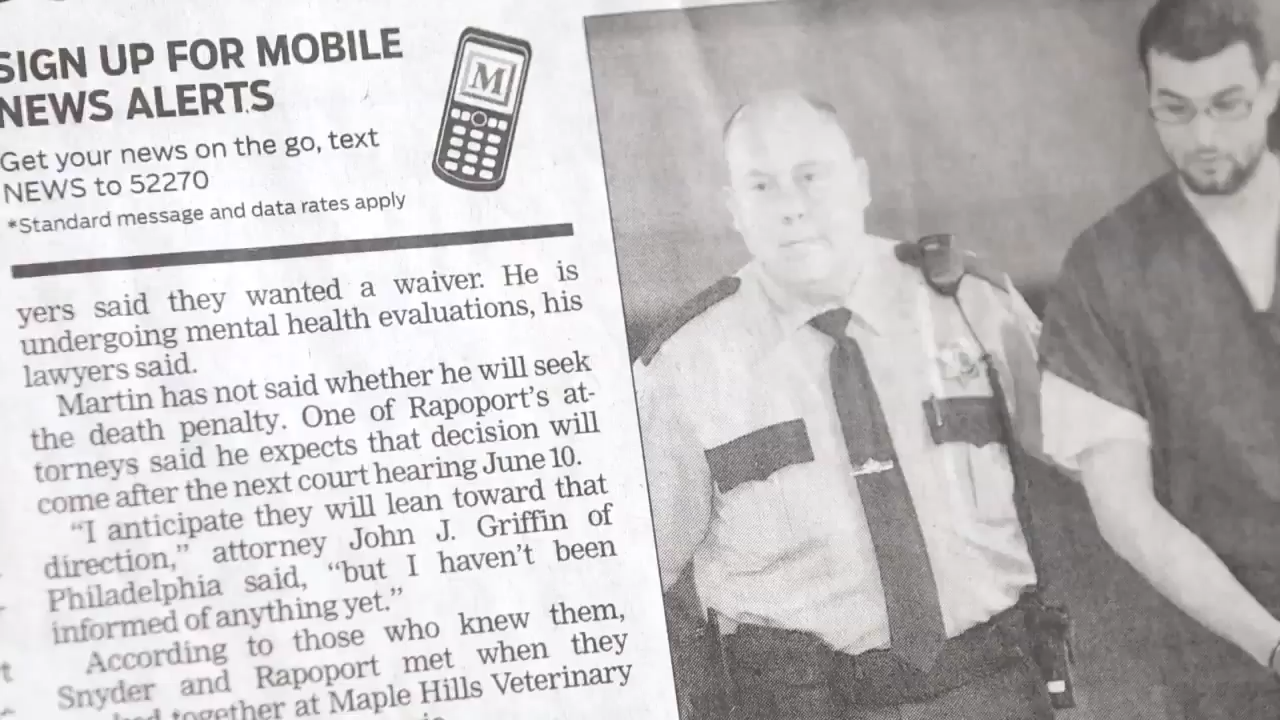 SIGN UP FOR MOBILE
NEWS ALERTS
M
Get your news on the go, text
NEWS to 52270
*Standard message and data rates apply
yers said they wanted a waiver. He is
undergoing mental health evaluations, his
lawyers said.
Martin has not said whether he will seek
the death penalty. One of Rapoport's at-
torneys said he expects that decision will
come after the next court hearing June 10.
“I anticipate they will lean toward that
direction,” attorney John J. Griffin of
Philadelphia said, “but I haven't been
informed of anything yet.”
According to those who knew them,
Snyder and Rapoport met when they
together at Maple Hills Veterinary